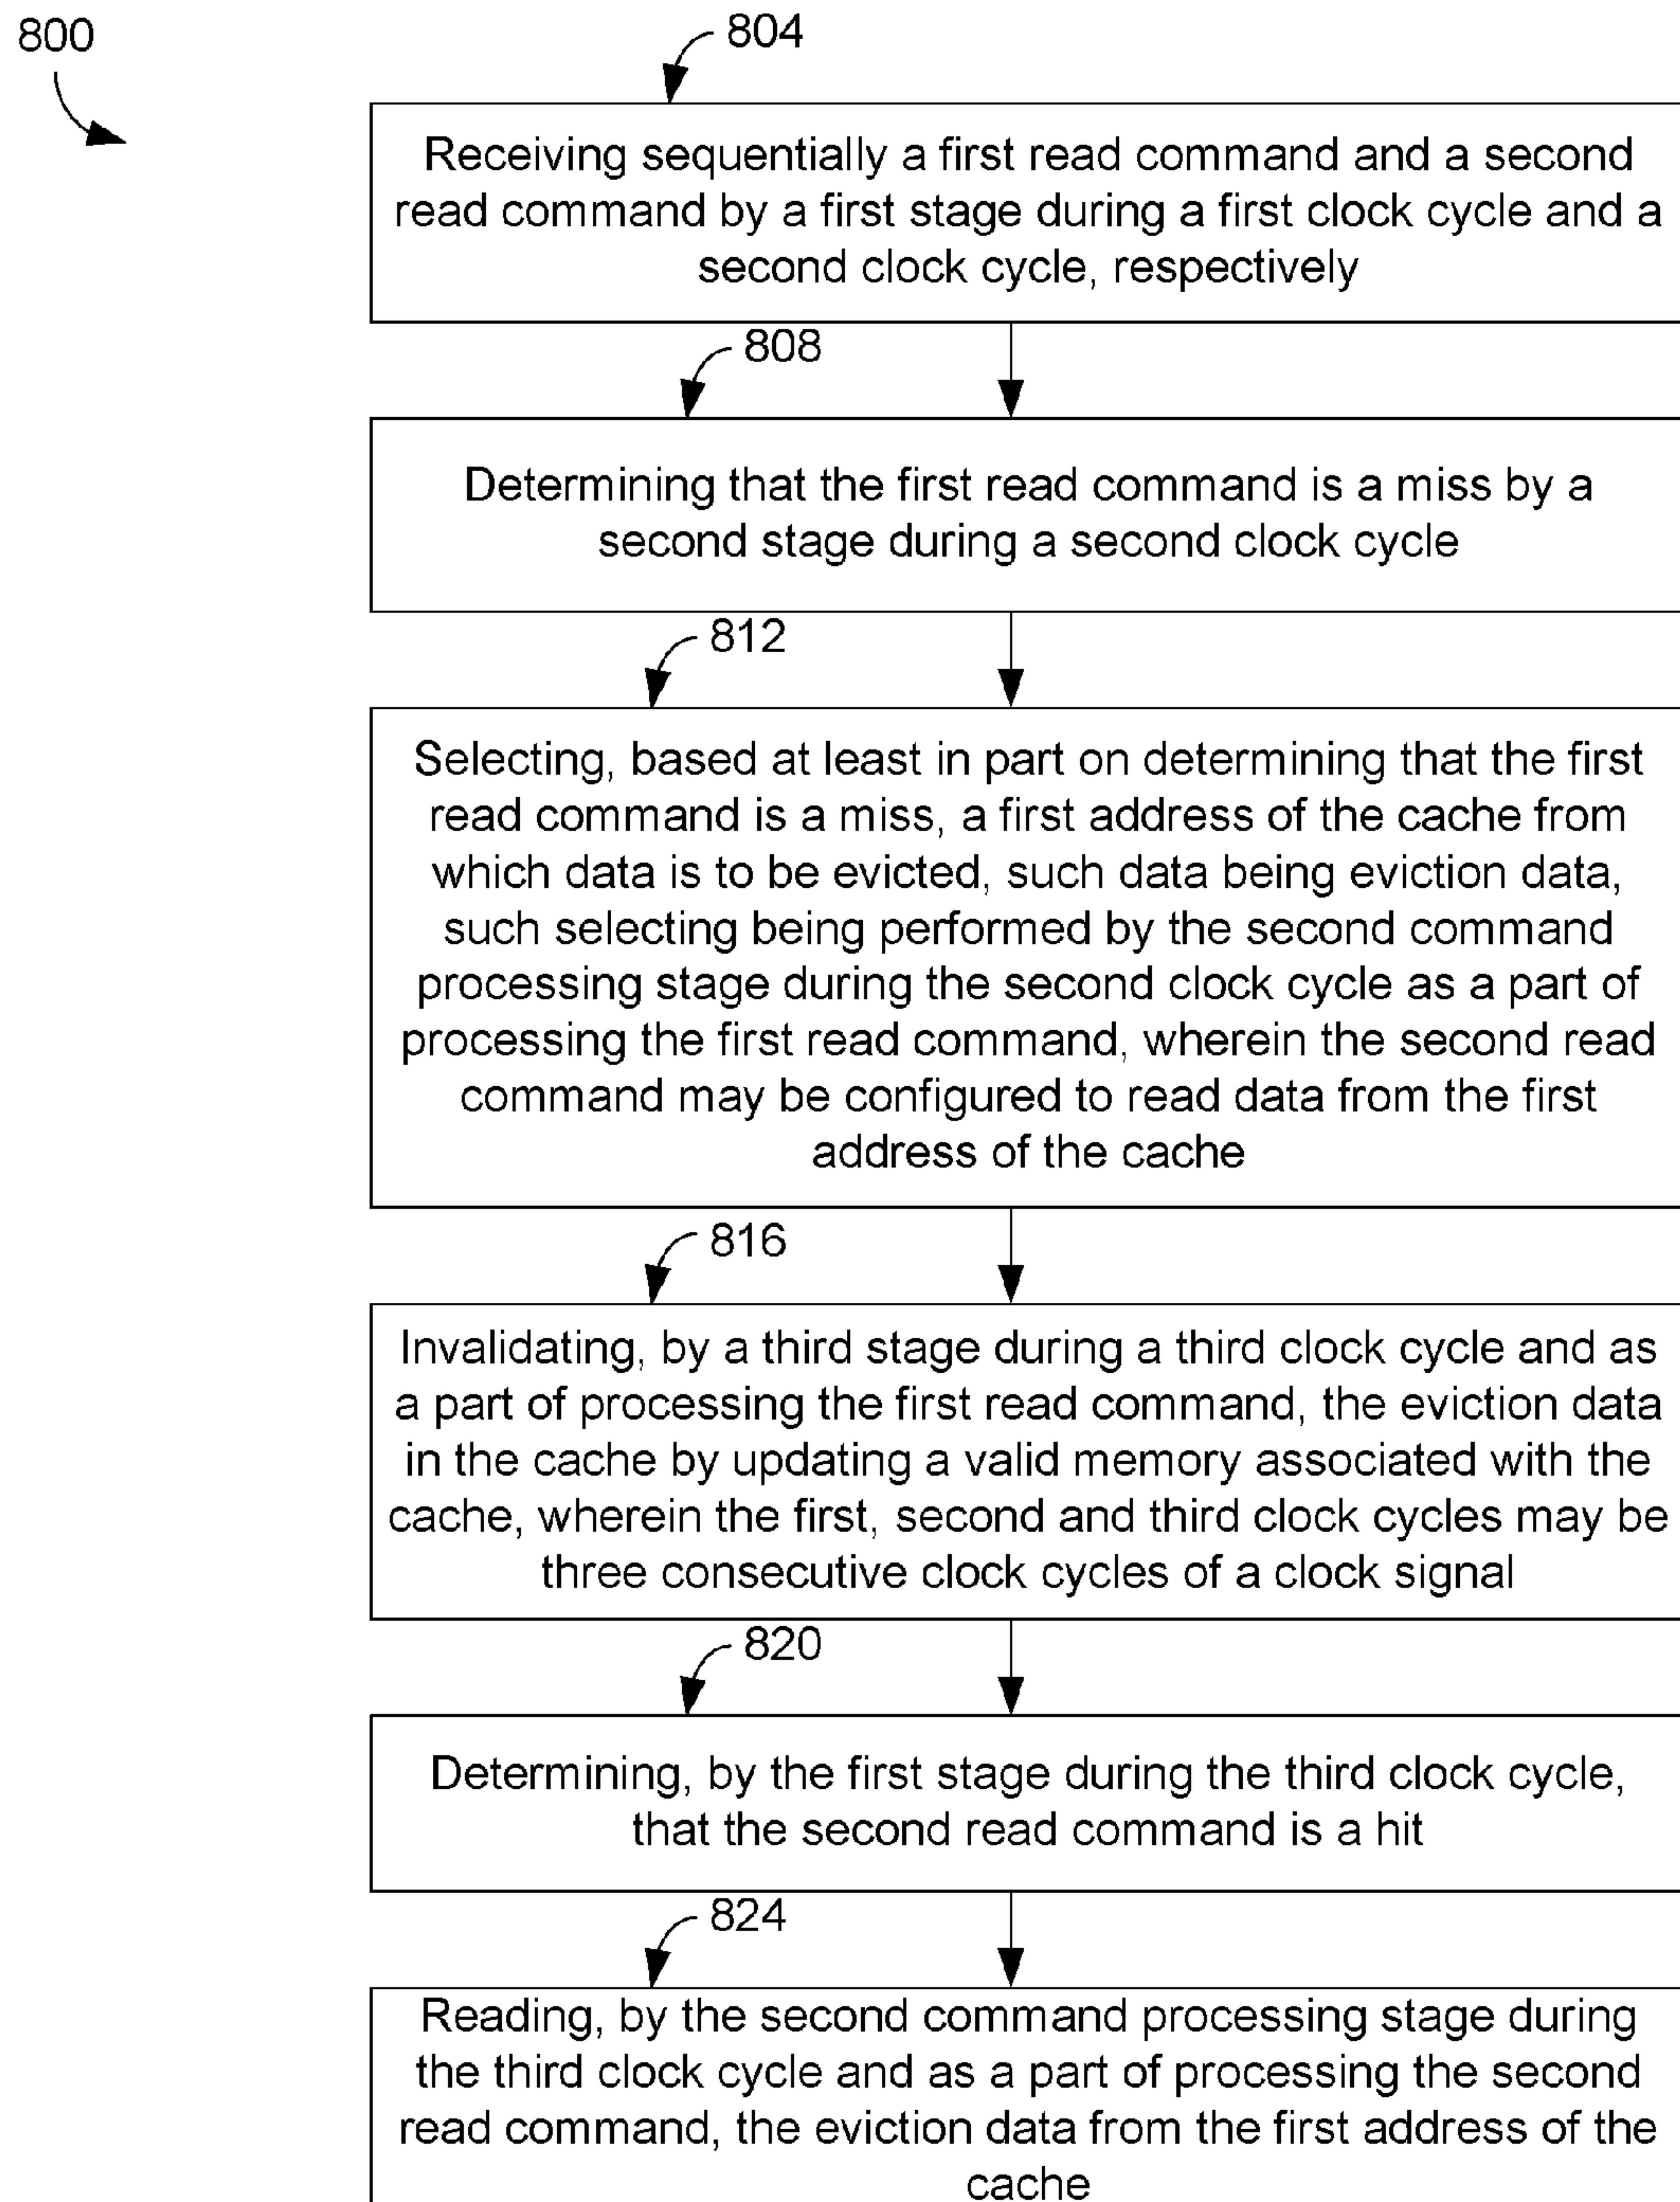 800
804
Receiving sequentially a first read command and a second
read command by a first stage during a first clock cycle and a
second clock cycle, respectively
808
Determining that the first read command is a miss by a
second stage during a second clock cycle
812
Selecting, based at least in part on determining that the first
read command is a miss, a first address of the cache from
which data is to be evicted, such data being eviction data,
such selecting being performed by the second command
processing stage during the second clock cycle as a part of
processing the first read command, wherein the second read
command may be configured to read data from the first
address of the cache
816
Invalidating, by a third stage during a third clock cycle and as
a part of processing the first read command, the eviction data
in the cache by updating a valid memory associated with the
cache, wherein the first, second and third clock cycles may be
three consecutive clock cycles of a clock signal
820
Determining, by the first stage during the third clock cycle,
that the second read command is a hit
824
Reading, by the second command processing stage during
the third clock cycle and as a part of processing the second
read command, the eviction data from the first address of the
cache